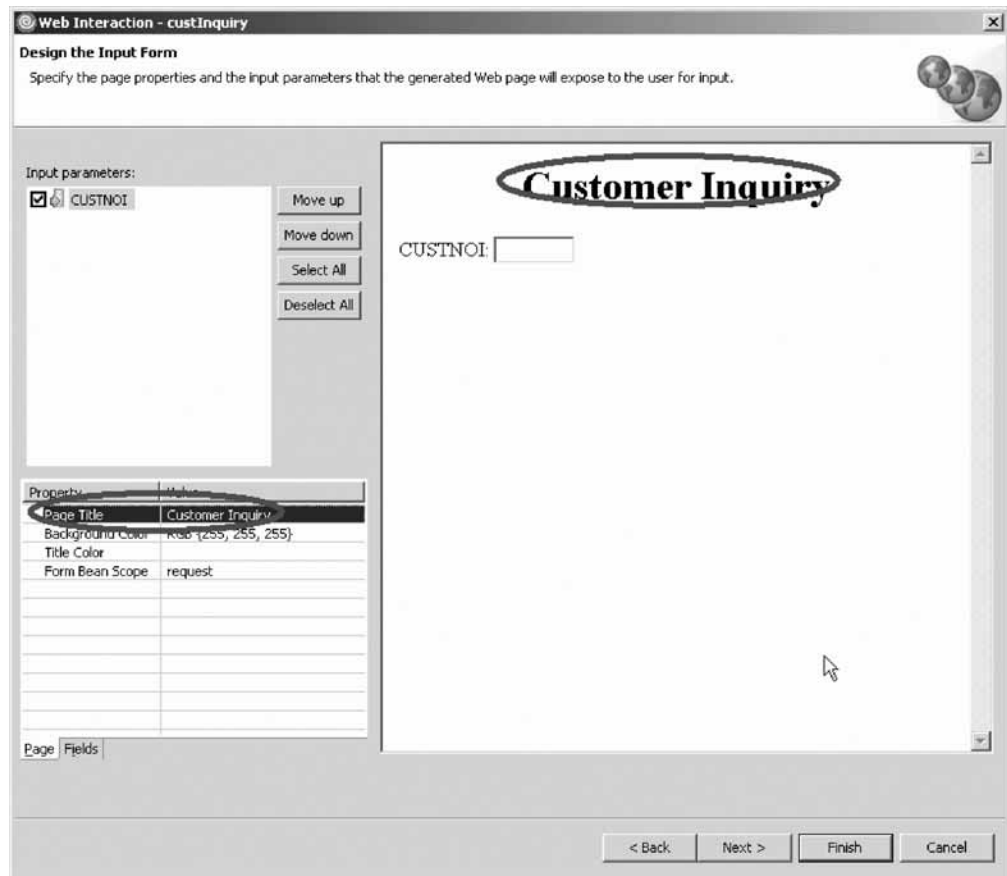 Web Interaction - custInquiry
Design the Input Form
Specify the page properties and the input parameters that the generated Web page will expose to the user for input.
Input parameters:
CUSTNOI
Move up
Move down
Select All
Deselect All
Property Value
Page Title Customer Inquiry
Background Color RGB {255, 255, 255}
Title Color
Form Bean Scope request
Page Fields
Customer Inquiry
CUSTNOI:
< Back Next > Finish Cancel